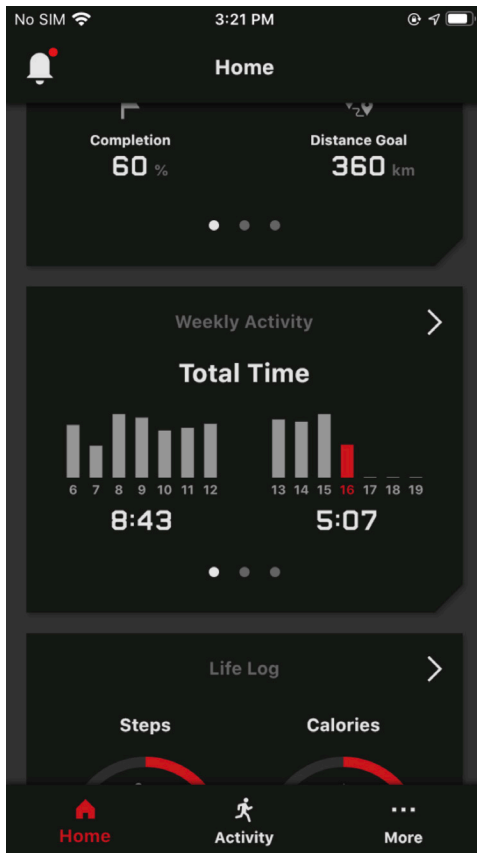 No SIM 3:21 PM
Home
Completion Distance Goal
60 % 360 km
Weekly Activity
Total Time
6 7 8 9 10 11 12 13 14 15 16 17 18 19
8:43 5:07
Life Log
Steps Calories
Home Activity More